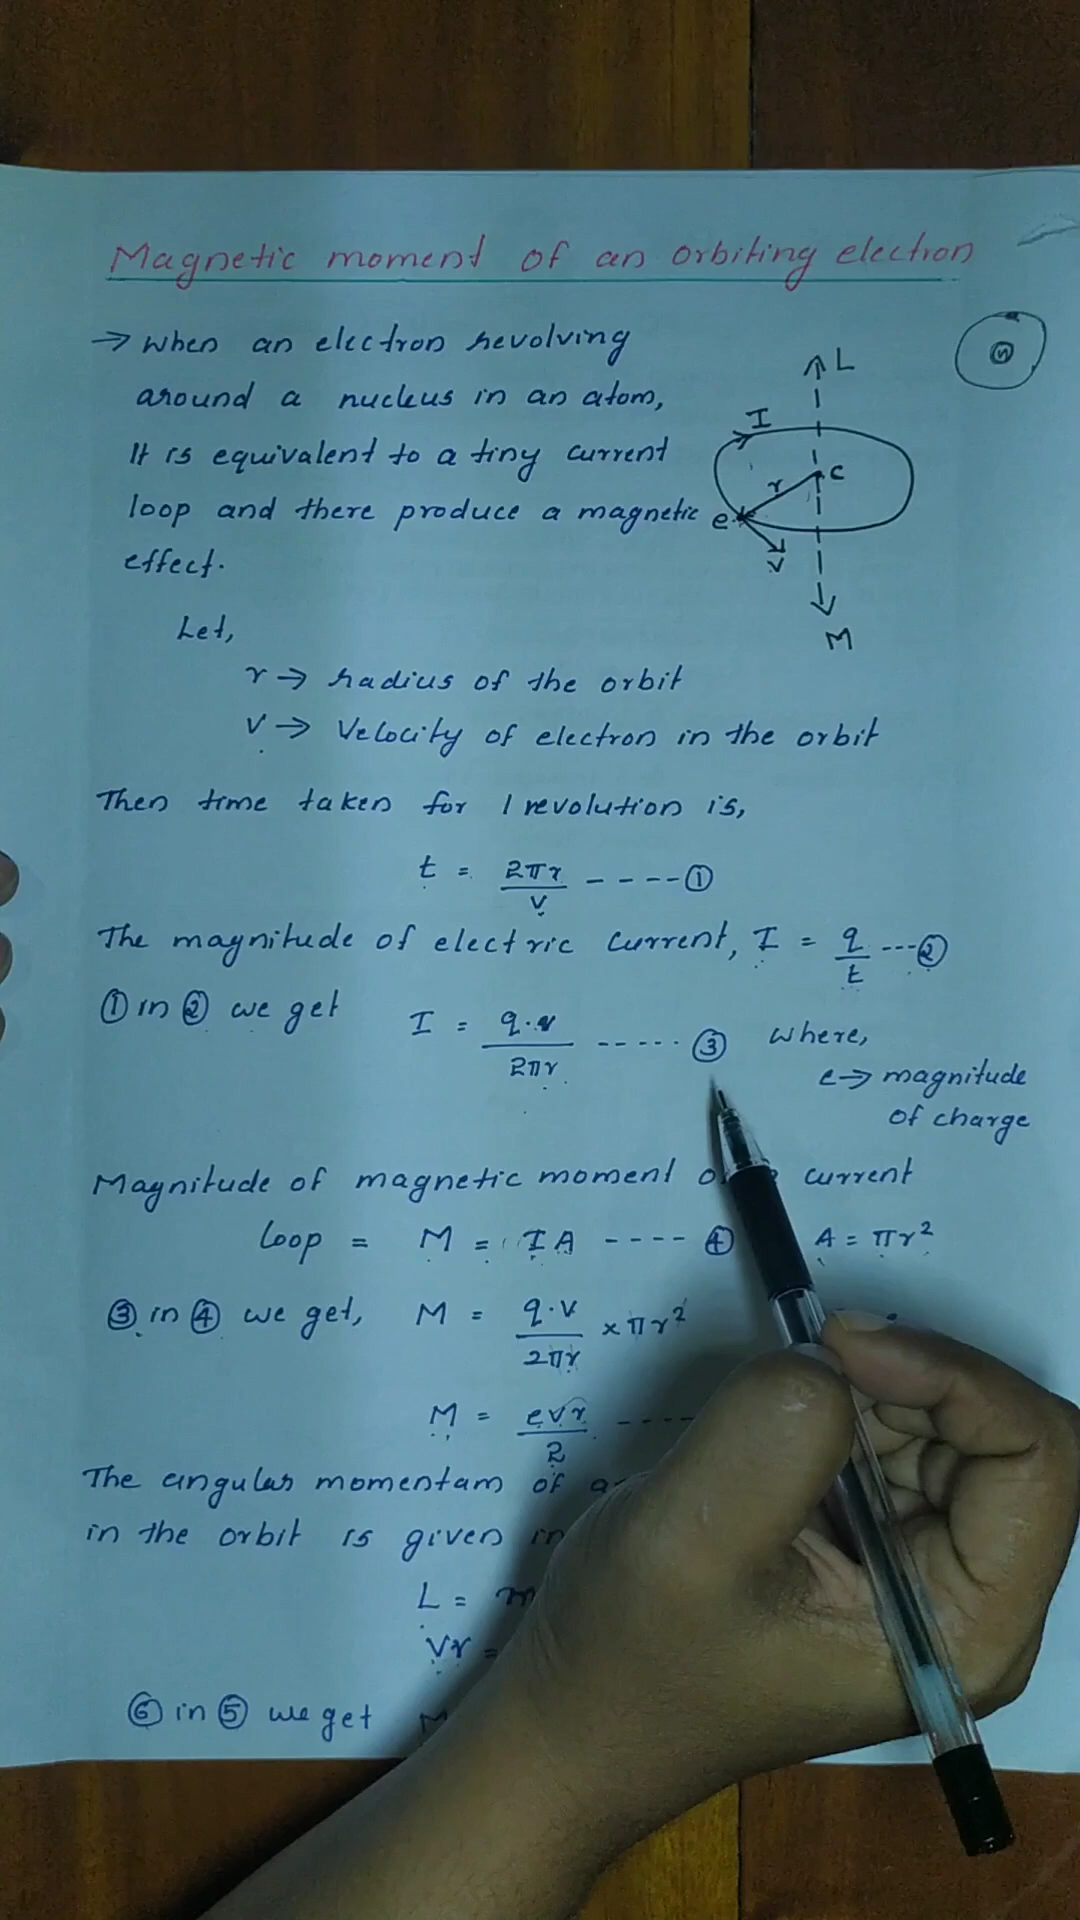 Magnetic moment of an orbiting electron
→ When an electron revolving
around a nucleus in an atom,
It is equivalent to a tiny current
loop and there produce a magnetic
effect.
L
I
c
r
e
v
M
Let,
r → radius of the orbit
v → Velocity of electron in the orbit
Then time taken for 1 revolution is,
t = 2πr/v ----①
The magnitude of electric current, I = q/t ---②
① in ② we get I = q.v/2πr ----- ③ where,
e → magnitude
of charge
Magnitude of magnetic moment current
loop = M = IA ---- ④ A = πr²
③ in ④ we get, M = q.v/2πr × πr²
M = evr/2 ----
The angular momentam of
in the orbit is given in
L = m
vr =
⑥ in ⑤ we get M